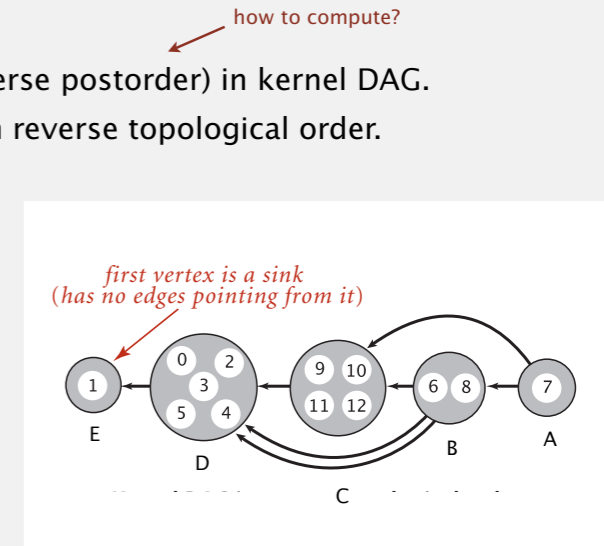 how to compute?
erse postorder) in kernel DAG.
reverse topological order.
first vertex is a sink
(has no edges pointing from it)
0 2
9 10
1 3 6 8 7
5 4 11 12
E
B A
D
C